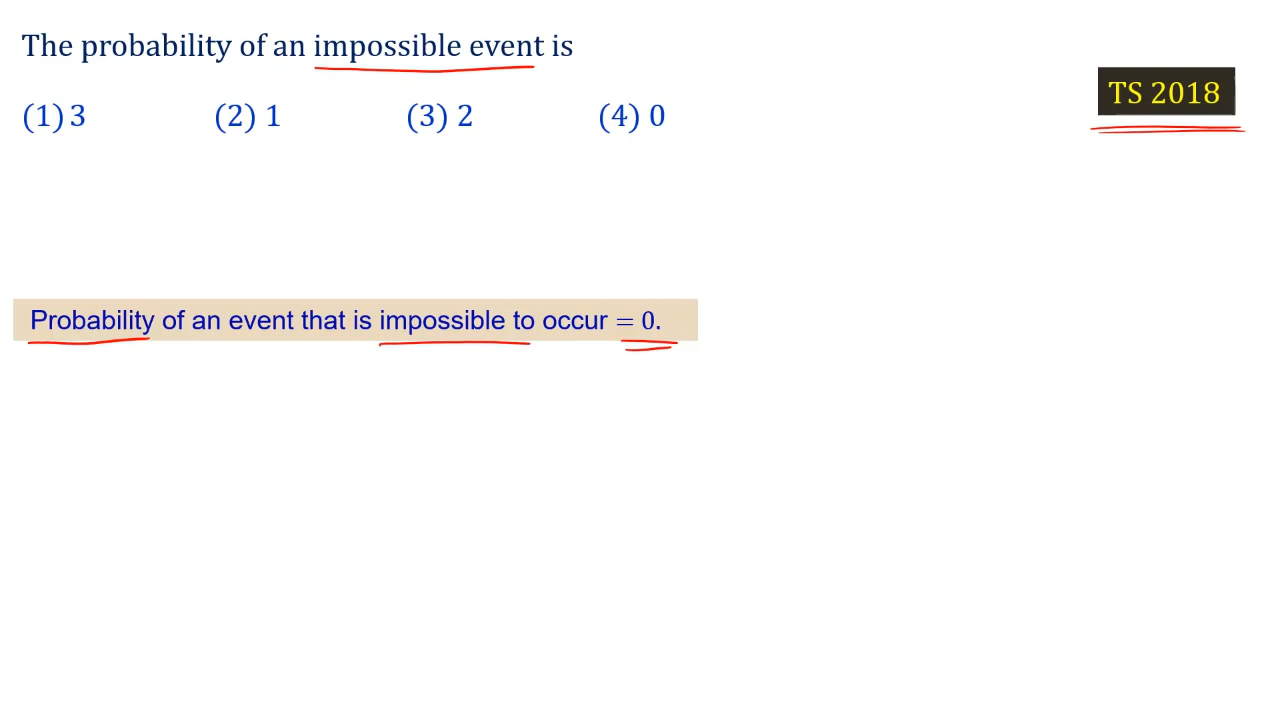 The probability of an impossible event is
TS 2018
(1) 3 (2) 1 (3) 2 (4) 0
Probability of an event that is impossible to occur = 0.